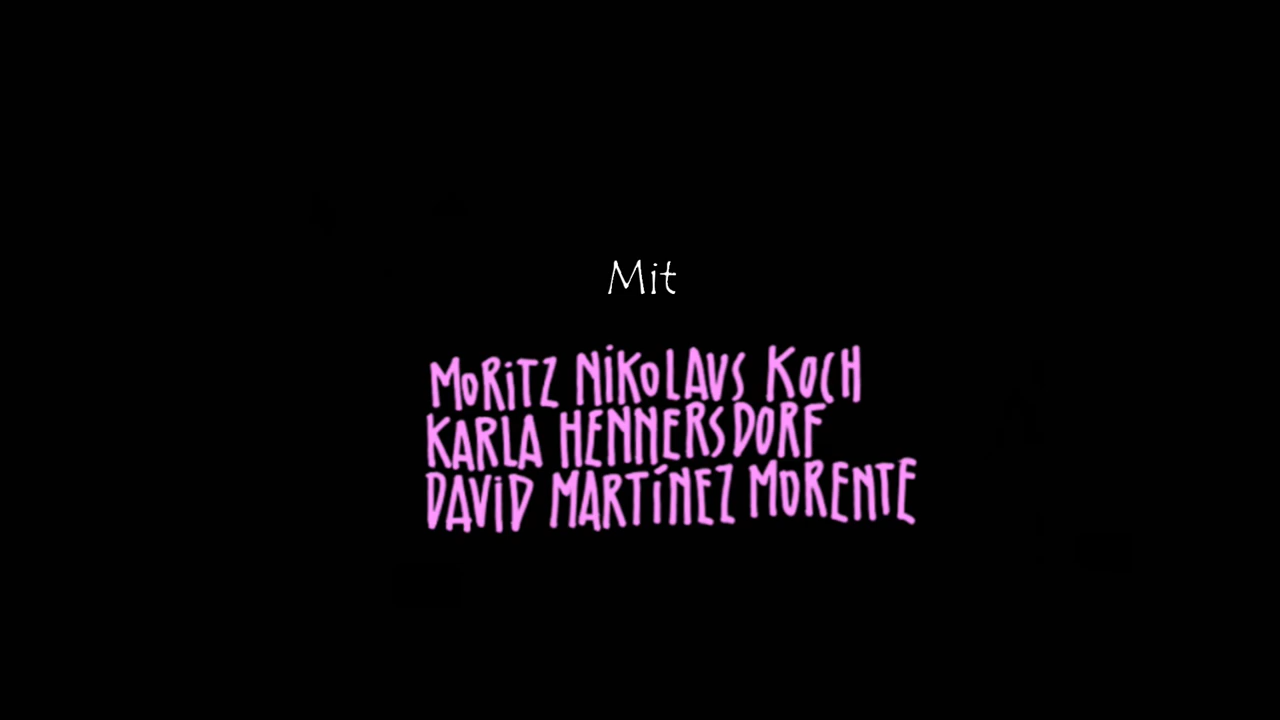 Mit
MORITZ NIKOLAUS KOCH
KARLA HENNERSDORF
DAVID MARTÍNEZ MORENTE